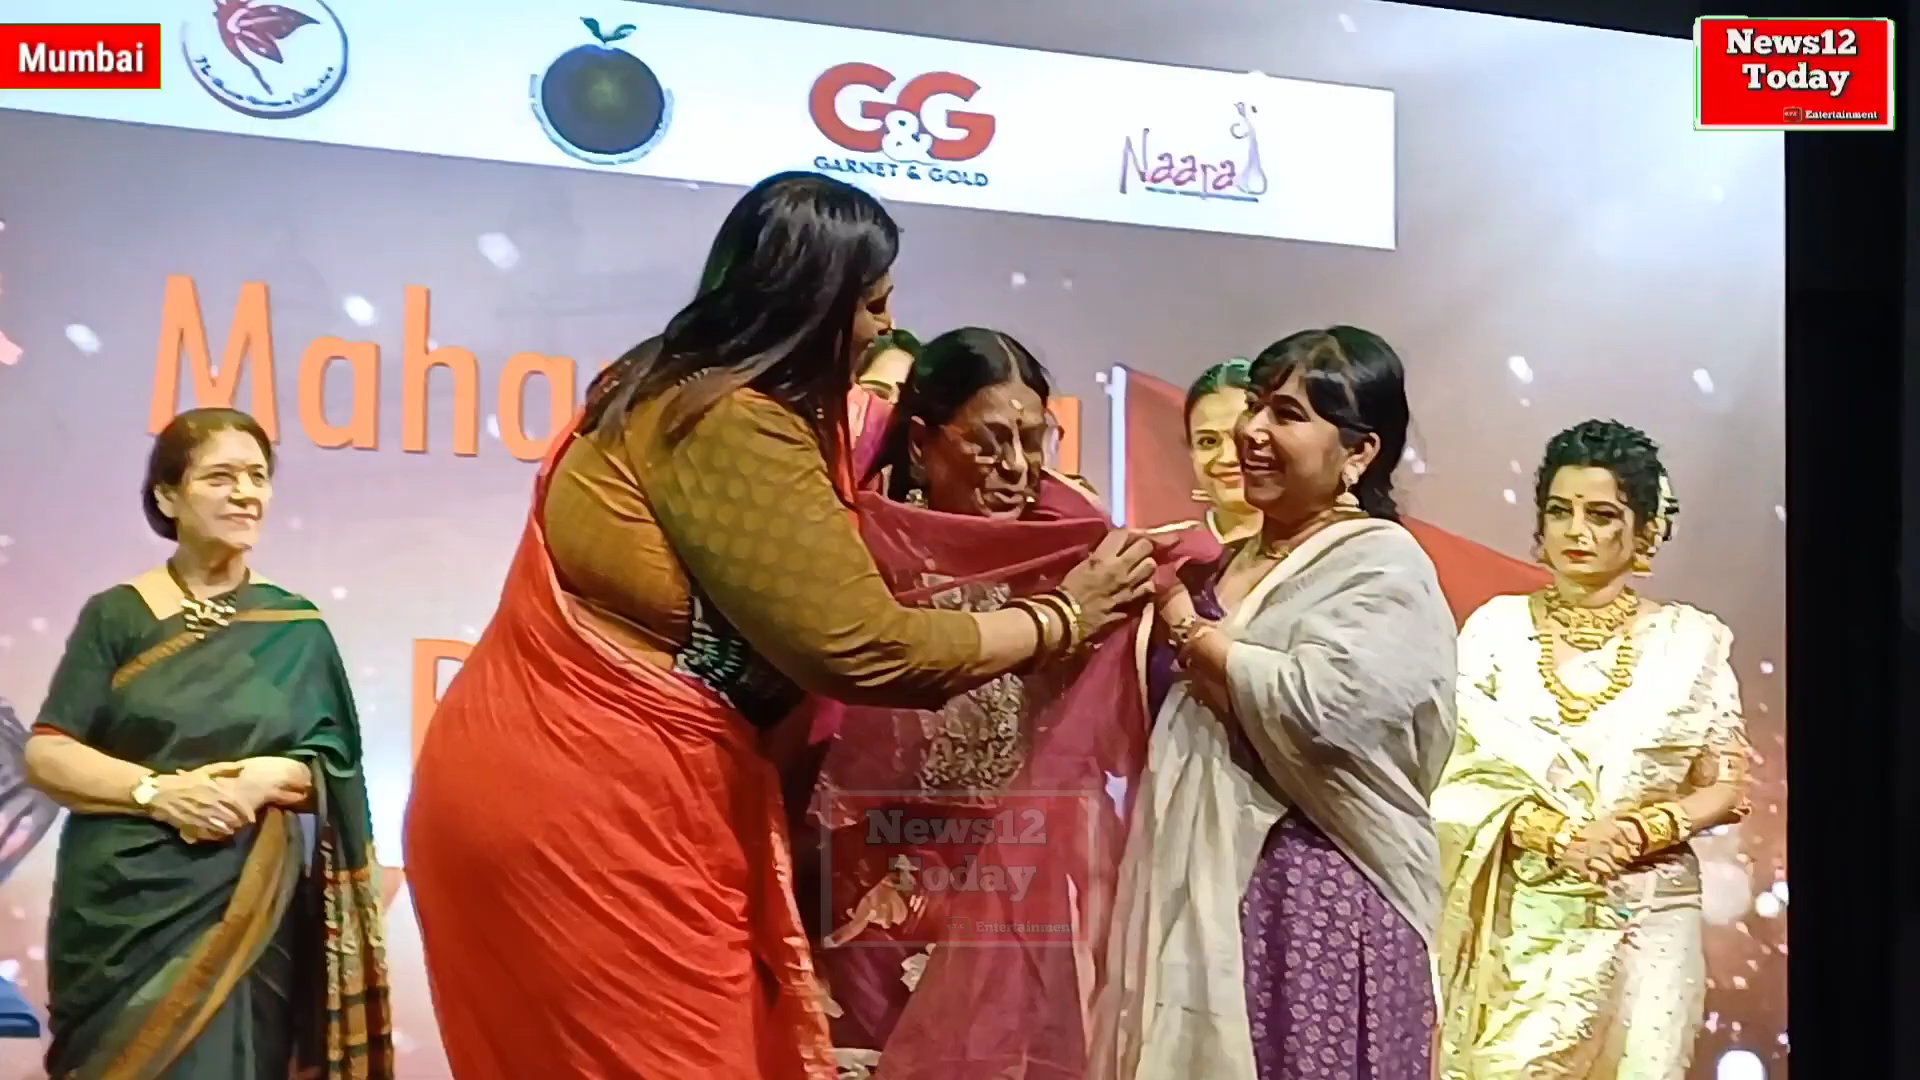 Mumbai
News12
Today
Entertainment
G&G
GARNET & GOLD
Naara
Maha
News12
Today
Entertainment